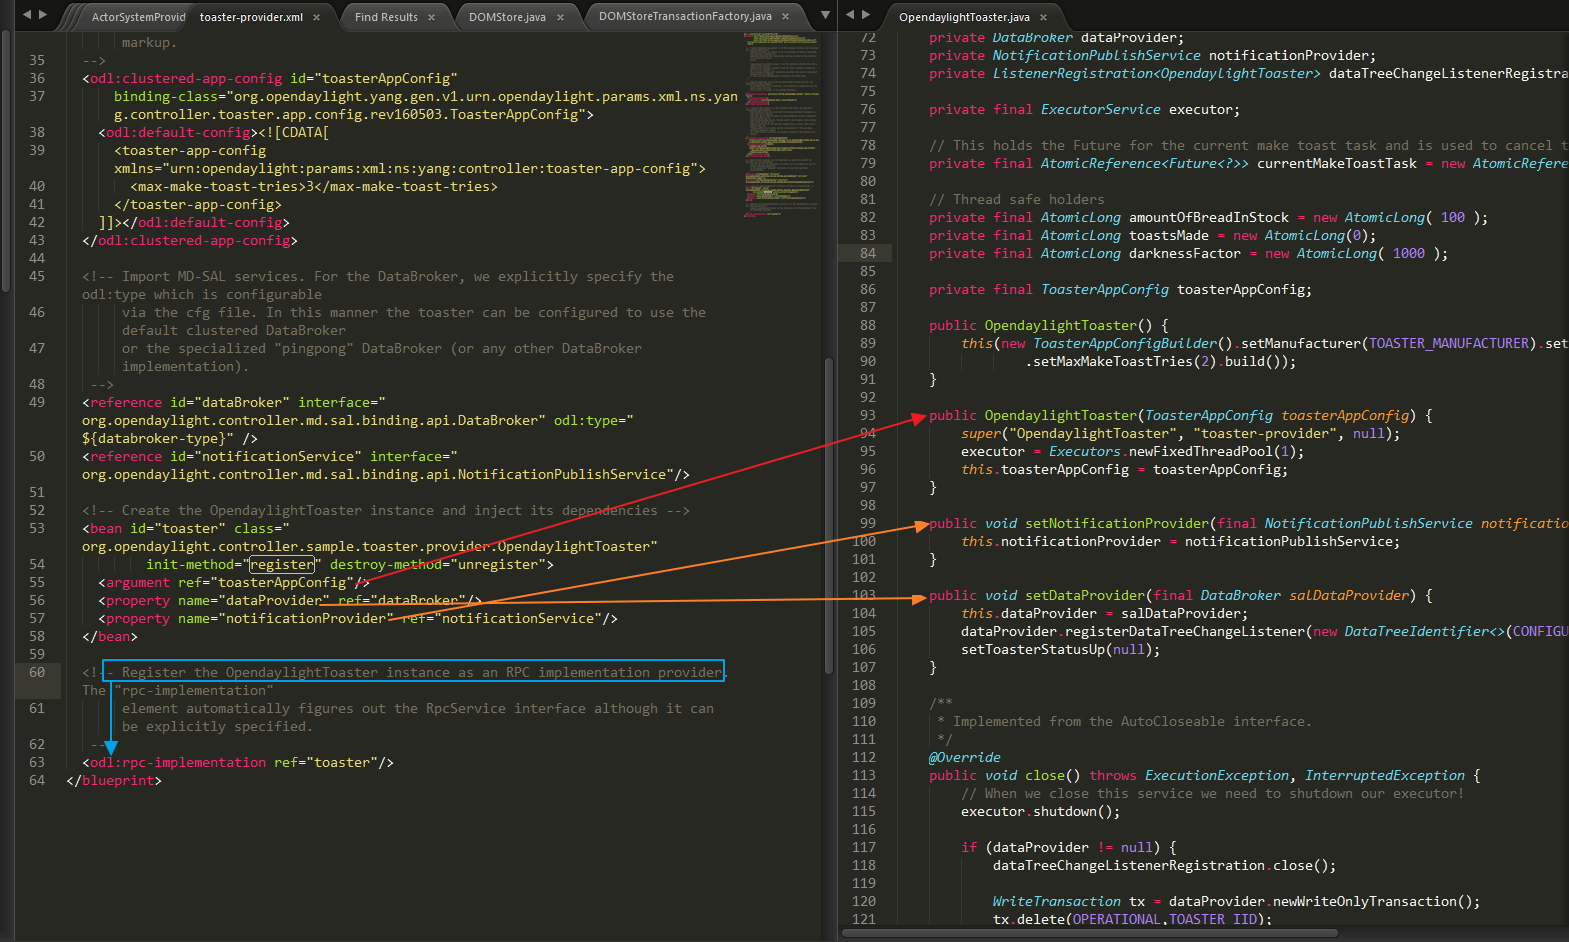 ActorSystemProvid
toaster-provider.xml ×
Find Results ×
DOMStore.java ×
DOMStoreTransactionFactory.java ×
markup.
35 -->
36 <odl:clustered-app-config id="toasterAppConfig"
37 binding-class="org.opendaylight.yang.gen.v1.urn.opendaylight.params.xml.ns.yan
g.controller.toaster.app.config.rev160503.ToasterAppConfig">
38 <odl:default-config><![CDATA[
39 <toaster-app-config
xmlns="urn:opendaylight:params:xml:ns:yang:controller:toaster-app-config">
40 <max-make-toast-tries>3</max-make-toast-tries>
41 </toaster-app-config>
42 ]]></odl:default-config>
43 </odl:clustered-app-config>
44
45 <!-- Import MD-SAL services. For the DataBroker, we explicitly specify the
odl:type which is configurable
46 via the cfg file. In this manner the toaster can be configured to use the
default clustered DataBroker
47 or the specialized "pingpong" DataBroker (or any other DataBroker
implementation).
48 -->
49 <reference id="dataBroker" interface="
org.opendaylight.controller.md.sal.binding.api.DataBroker" odl:type="
${databroker-type}" />
50 <reference id="notificationService" interface="
org.opendaylight.controller.md.sal.binding.api.NotificationPublishService"/>
51
52 <!-- Create the OpendaylightToaster instance and inject its dependencies -->
53 <bean id="toaster" class="
org.opendaylight.controller.sample.toaster.provider.OpendaylightToaster"
54 init-method="register" destroy-method="unregister">
55 <argument ref="toasterAppConfig"/>
56 <property name="dataProvider" ref="dataBroker"/>
57 <property name="notificationProvider" ref="notificationService"/>
58 </bean>
59
60 <!-- Register the OpendaylightToaster instance as an RPC implementation provider.
The "rpc-implementation"
61 element automatically figures out the RpcService interface although it can
be explicitly specified.
62 --
63 <odl:rpc-implementation ref="toaster"/>
64 </blueprint>
OpendaylightToaster.java ×
72 private DataBroker dataProvider;
73 private NotificationPublishService notificationProvider;
74 private ListenerRegistration<OpendaylightToaster> dataTreeChangeListenerRegistra
75
76 private final ExecutorService executor;
77
78 // This holds the Future for the current make toast task and is used to cancel t
79 private final AtomicReference<Future<?>> currentMakeToastTask = new AtomicRefere
80
81 // Thread safe holders
82 private final AtomicLong amountOfBreadInStock = new AtomicLong( 100 );
83 private final AtomicLong toastsMade = new AtomicLong(0);
84 private final AtomicLong darknessFactor = new AtomicLong( 1000 );
85
86 private final ToasterAppConfig toasterAppConfig;
87
88 public OpendaylightToaster() {
89 this(new ToasterAppConfigBuilder().setManufacturer(TOASTER_MANUFACTURER).set
90 .setMaxMakeToastTries(2).build());
91 }
92
93 public OpendaylightToaster(ToasterAppConfig toasterAppConfig) {
94 super("OpendaylightToaster", "toaster-provider", null);
95 executor = Executors.newFixedThreadPool(1);
96 this.toasterAppConfig = toasterAppConfig;
97 }
98
99 public void setNotificationProvider(final NotificationPublishService notificatio
100 this.notificationProvider = notificationPublishService;
101 }
102
103 public void setDataProvider(final DataBroker salDataProvider) {
104 this.dataProvider = salDataProvider;
105 dataProvider.registerDataTreeChangeListener(new DataTreeIdentifier<>(CONFIGU
106 setToasterStatusUp(null);
107 }
108
109 /**
110 * Implemented from the AutoCloseable interface.
111 */
112 @Override
113 public void close() throws ExecutionException, InterruptedException {
114 // When we close this service we need to shutdown our executor!
115 executor.shutdown();
116
117 if (dataProvider != null) {
118 dataTreeChangeListenerRegistration.close();
119
120 WriteTransaction tx = dataProvider.newWriteOnlyTransaction();
121 tx.delete(OPERATIONAL,TOASTER_IID);